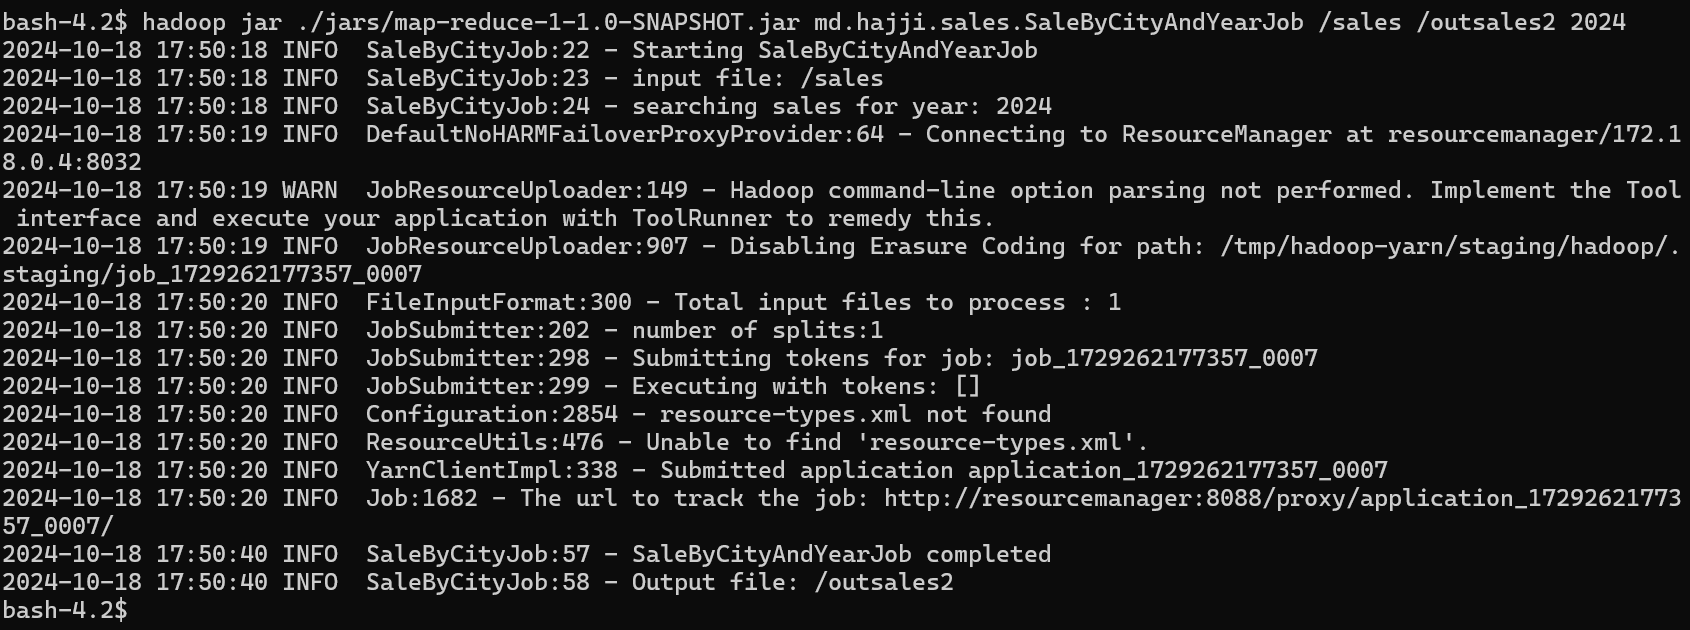 bash-4.2$ hadoop jar ./jars/map-reduce-1-1.0-SNAPSHOT.jar md.hajji.sales.SaleByCityAndYearJob /sales /outsales2 2024
2024-10-18 17:50:18 INFO  SaleByCityJob:22 - Starting SaleByCityAndYearJob
2024-10-18 17:50:18 INFO  SaleByCityJob:23 - input file: /sales
2024-10-18 17:50:18 INFO  SaleByCityJob:24 - searching sales for year: 2024
2024-10-18 17:50:19 INFO  DefaultNoHARMFailoverProxyProvider:64 - Connecting to ResourceManager at resourcemanager/172.1
8.0.4:8032
2024-10-18 17:50:19 WARN  JobResourceUploader:149 - Hadoop command-line option parsing not performed. Implement the Tool
 interface and execute your application with ToolRunner to remedy this.
2024-10-18 17:50:19 INFO  JobResourceUploader:907 - Disabling Erasure Coding for path: /tmp/hadoop-yarn/staging/hadoop/.
staging/job_1729262177357_0007
2024-10-18 17:50:20 INFO  FileInputFormat:300 - Total input files to process : 1
2024-10-18 17:50:20 INFO  JobSubmitter:202 - number of splits:1
2024-10-18 17:50:20 INFO  JobSubmitter:298 - Submitting tokens for job: job_1729262177357_0007
2024-10-18 17:50:20 INFO  JobSubmitter:299 - Executing with tokens: []
2024-10-18 17:50:20 INFO  Configuration:2854 - resource-types.xml not found
2024-10-18 17:50:20 INFO  ResourceUtils:476 - Unable to find 'resource-types.xml'.
2024-10-18 17:50:20 INFO  YarnClientImpl:338 - Submitted application application_1729262177357_0007
2024-10-18 17:50:20 INFO  Job:1682 - The url to track the job: http://resourcemanager:8088/proxy/application_17292621773
57_0007/
2024-10-18 17:50:40 INFO  SaleByCityJob:57 - SaleByCityAndYearJob completed
2024-10-18 17:50:40 INFO  SaleByCityJob:58 - Output file: /outsales2
bash-4.2$